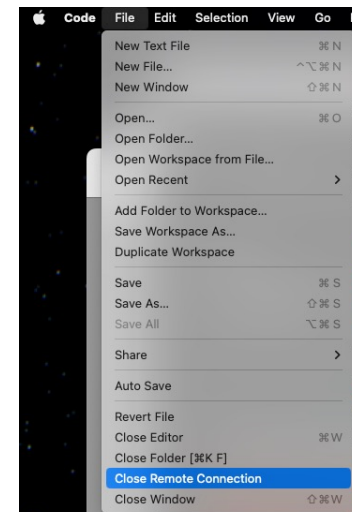 Code File Edit Selection View Go
New Text File ⌘ N
New File... ^⌥⌘ N
New Window ⇧⌘ N
Open... ⌘ O
Open Folder...
Open Workspace from File...
Open Recent >
Add Folder to Workspace...
Save Workspace As...
Duplicate Workspace
Save ⌘ S
Save As... ⇧⌘ S
Save All ⌥⌘ S
Share >
Auto Save
Revert File
Close Editor ⌘W
Close Folder [⌘K F]
Close Remote Connection
Close Window ⇧⌘W